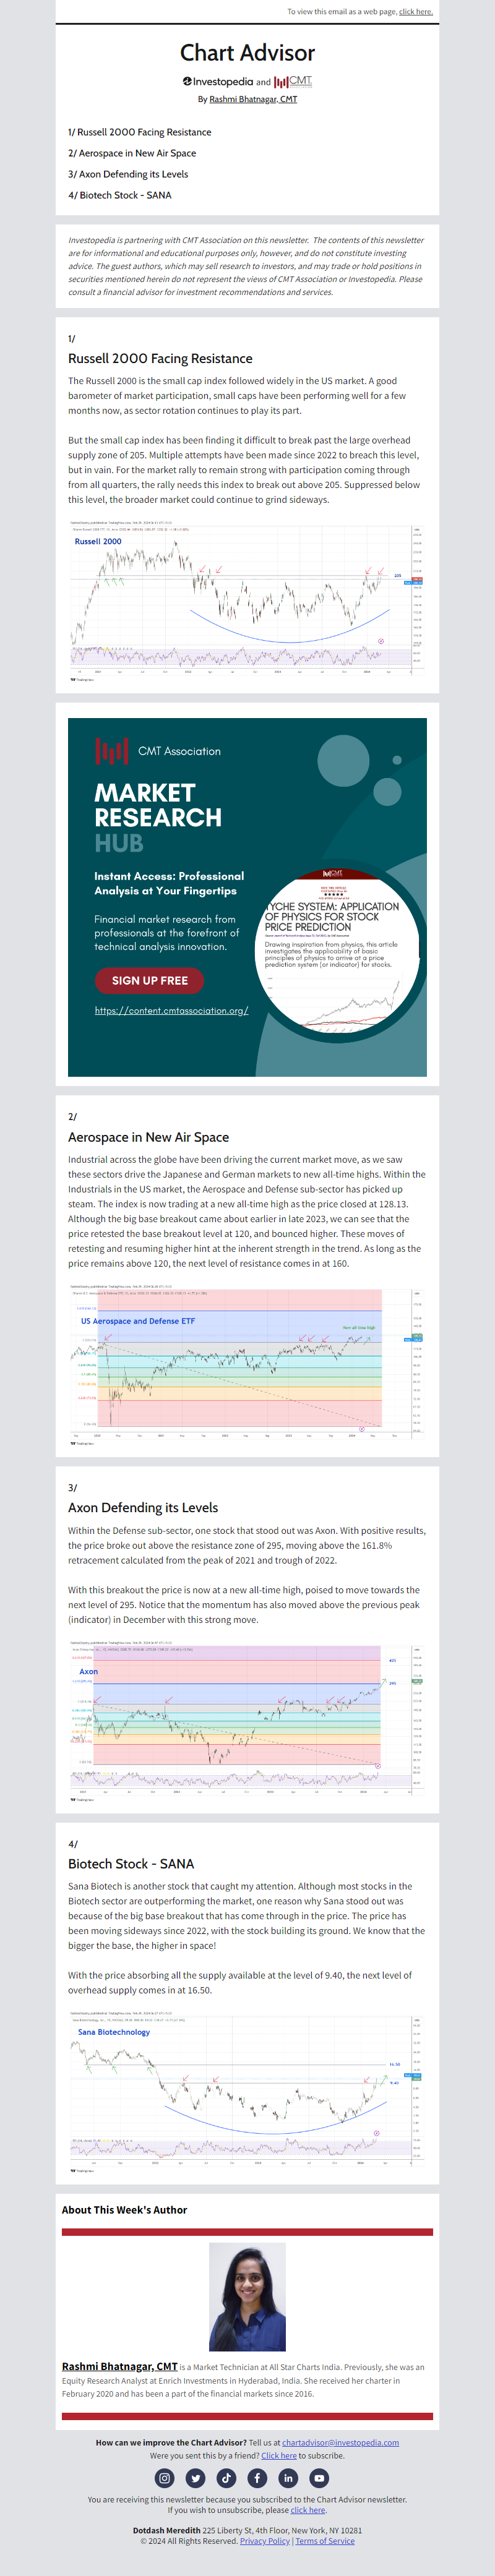 To view this email as a web page, click here.
Chart Advisor
Investopedia and CMT
By Rashmi Bhatnagar, CMT
1/ Russell 2000 Facing Resistance
2/ Aerospace in New Air Space
3/ Axon Defending its Levels
4/ Biotech Stock - SANA
Investopedia is partnering with CMT Association on this newsletter. The contents of this newsletter
are for informational and educational purposes only, however, and do not constitute investing
advice. The guest authors, which may sell research to investors, and may trade or hold positions in
securities mentioned herein do not represent the views of CMT Association or Investopedia. Please
consult a financial advisor for investment recommendations and services.
1/
Russell 2000 Facing Resistance
The Russell 2000 is the small cap index followed widely in the US market. A good
barometer of market participation, small caps have been performing well for a few
months now, as sector rotation continues to play its part.
But the small cap index has been finding it difficult to break past the large overhead
supply zone of 205. Multiple attempts have been made since 2022 to breach this level,
but in vain. For the market rally to remain strong with participation coming through
from all quarters, the rally needs this index to break out above 205. Suppressed below
this level, the broader market could continue to grind sideways.
Russell 2000
205
TradingView
CMT Association
MARKET
RESEARCH
HUB
Instant Access: Professional
Analysis at Your Fingertips
Financial market research from
professionals at the forefront of
technical analysis innovation.
SIGN UP FREE
https://content.cmtassociation.org/
CMT
YCHE SYSTEM: APPLICATION
OF PHYSICS FOR STOCK
PRICE PREDICTION
Drawing inspiration from physics, this article
investigates the applicability of basic
principles of physics to arrive at a price
prediction system (or indicator) for stocks.
2/
Aerospace in New Air Space
Industrial across the globe have been driving the current market move, as we saw
these sectors drive the Japanese and German markets to new all-time highs. Within the
Industrials in the US market, the Aerospace and Defense sub-sector has picked up
steam. The index is now trading at a new all-time high as the price closed at 128.13.
Although the big base breakout came about earlier in late 2023, we can see that the
price retested the base breakout level at 120, and bounced higher. These moves of
retesting and resuming higher hint at the inherent strength in the trend. As long as the
price remains above 120, the next level of resistance comes in at 160.
US Aerospace and Defense ETF
New all time high
TradingView
3/
Axon Defending its Levels
Within the Defense sub-sector, one stock that stood out was Axon. With positive results,
the price broke out above the resistance zone of 295, moving above the 161.8%
retracement calculated from the peak of 2021 and trough of 2022.
With this breakout the price is now at a new all-time high, poised to move towards the
next level of 295. Notice that the momentum has also moved above the previous peak
(indicator) in December with this strong move.
Axon
425
295
TradingView
4/
Biotech Stock - SANA
Sana Biotech is another stock that caught my attention. Although most stocks in the
Biotech sector are outperforming the market, one reason why Sana stood out was
because of the big base breakout that has come through in the price. The price has
been moving sideways since 2022, with the stock building its ground. We know that the
bigger the base, the higher in space!
With the price absorbing all the supply available at the level of 9.40, the next level of
overhead supply comes in at 16.50.
Sana Biotechnology
16.50
9.40
TradingView
About This Week's Author
Rashmi Bhatnagar, CMT is a Market Technician at All Star Charts India. Previously, she was an
Equity Research Analyst at Enrich Investments in Hyderabad, India. She received her charter in
February 2020 and has been a part of the financial markets since 2016.
How can we improve the Chart Advisor? Tell us at chartadvisor@investopedia.com
Were you sent this by a friend? Click here to subscribe.
You are receiving this newsletter because you subscribed to the Chart Advisor newsletter.
If you wish to unsubscribe, please click here.
Dotdash Meredith 225 Liberty St, 4th Floor, New York, NY 10281
© 2024 All Rights Reserved. Privacy Policy | Terms of Service